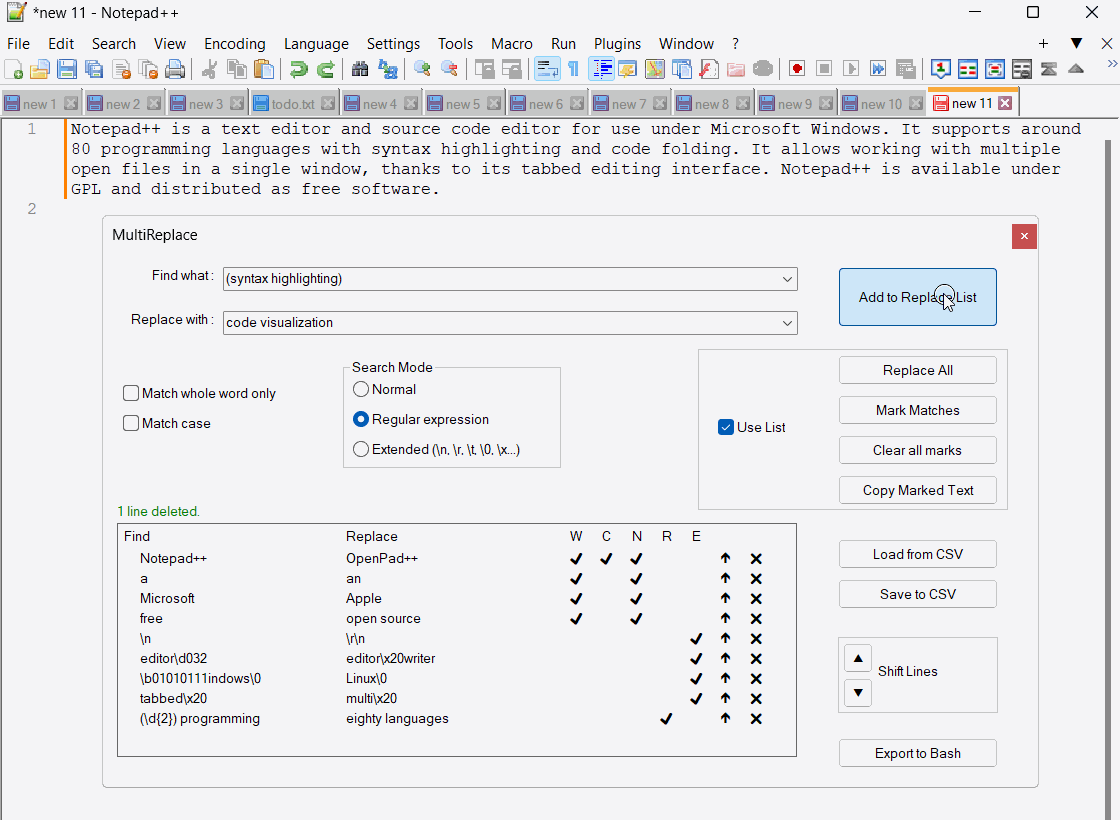 *new 11 - Notepad++
File Edit Search View Encoding Language Settings Tools Macro Run Plugins Window ?
new 1 new 2 new 3 todo.txt new 4 new 5 new 6 new 7 new 8 new 9 new 10 new 11
1 Notepad++ is a text editor and source code editor for use under Microsoft Windows. It supports around
80 programming languages with syntax highlighting and code folding. It allows working with multiple
open files in a single window, thanks to its tabbed editing interface. Notepad++ is available under
GPL and distributed as free software.
2
MultiReplace
Find what: (syntax highlighting)
Add to Replace List
Replace with: code visualization
Search Mode
Normal
Match whole word only
Regular expression
Match case
Extended (\n, \r, \t, \0, \x...)
Use List
Replace All
Mark Matches
Clear all marks
Copy Marked Text
1 line deleted.
Find Replace W C N R E
Notepad++ OpenPad++
a an
Microsoft Apple
free open source
\n \r\n
editor\d032 editor\x20writer
\b01010111indows\0 Linux\0
tabbed\x20 multi\x20
(\d{2}) programming eighty languages
Load from CSV
Save to CSV
Shift Lines
Export to Bash